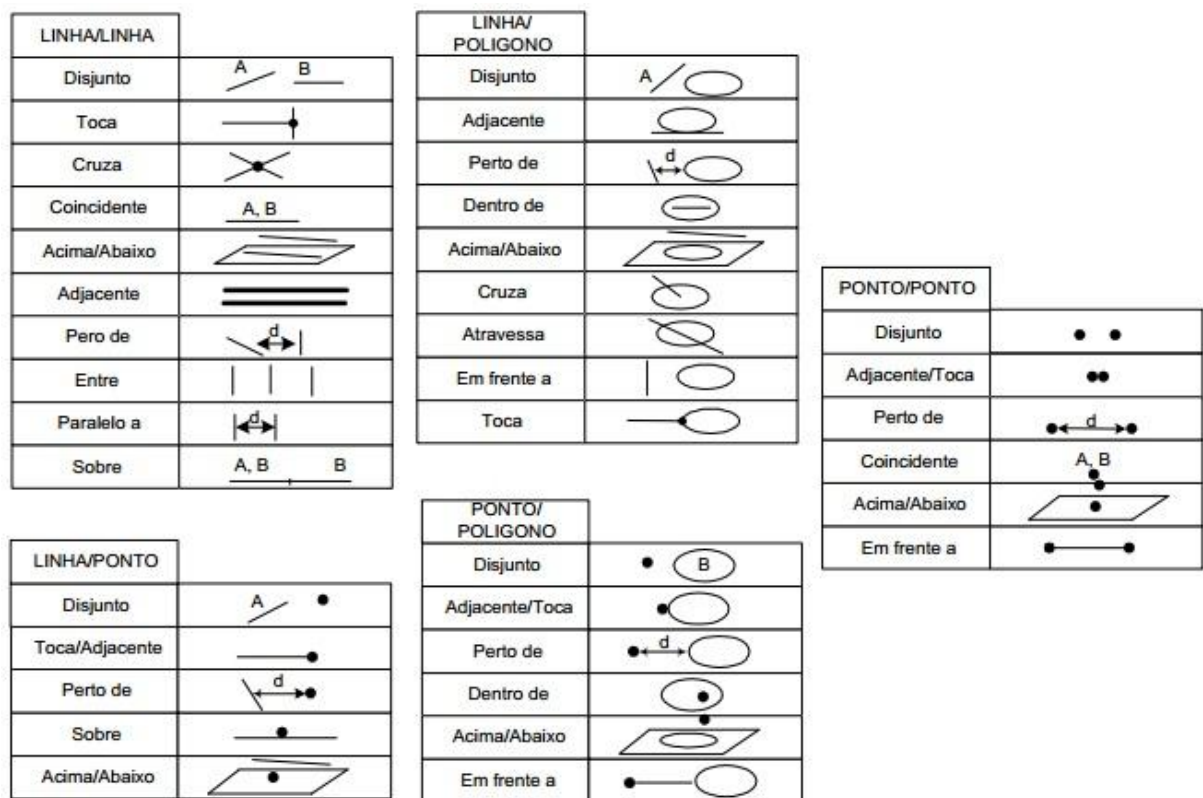 LINHA/LINHA
Disjunto
A
B
Toca
Cruza
Coincidente
A, B
Acima/Abaixo
Adjacente
Pero de
d
Entre
Paralelo a
d
Sobre
A, B
B
LINHA/
POLIGONO
Disjunto
A
Adjacente
Perto de
d
Dentro de
Acima/Abaixo
Cruza
Atravessa
Em frente a
Toca
PONTO/PONTO
Disjunto
Adjacente/Toca
Perto de
d
Coincidente
A, B
Acima/Abaixo
Em frente a
LINHA/PONTO
Disjunto
A
Toca/Adjacente
Perto de
d
Sobre
Acima/Abaixo
PONTO/
POLIGONO
Disjunto
B
Adjacente/Toca
Perto de
d
Dentro de
Acima/Abaixo
Em frente a